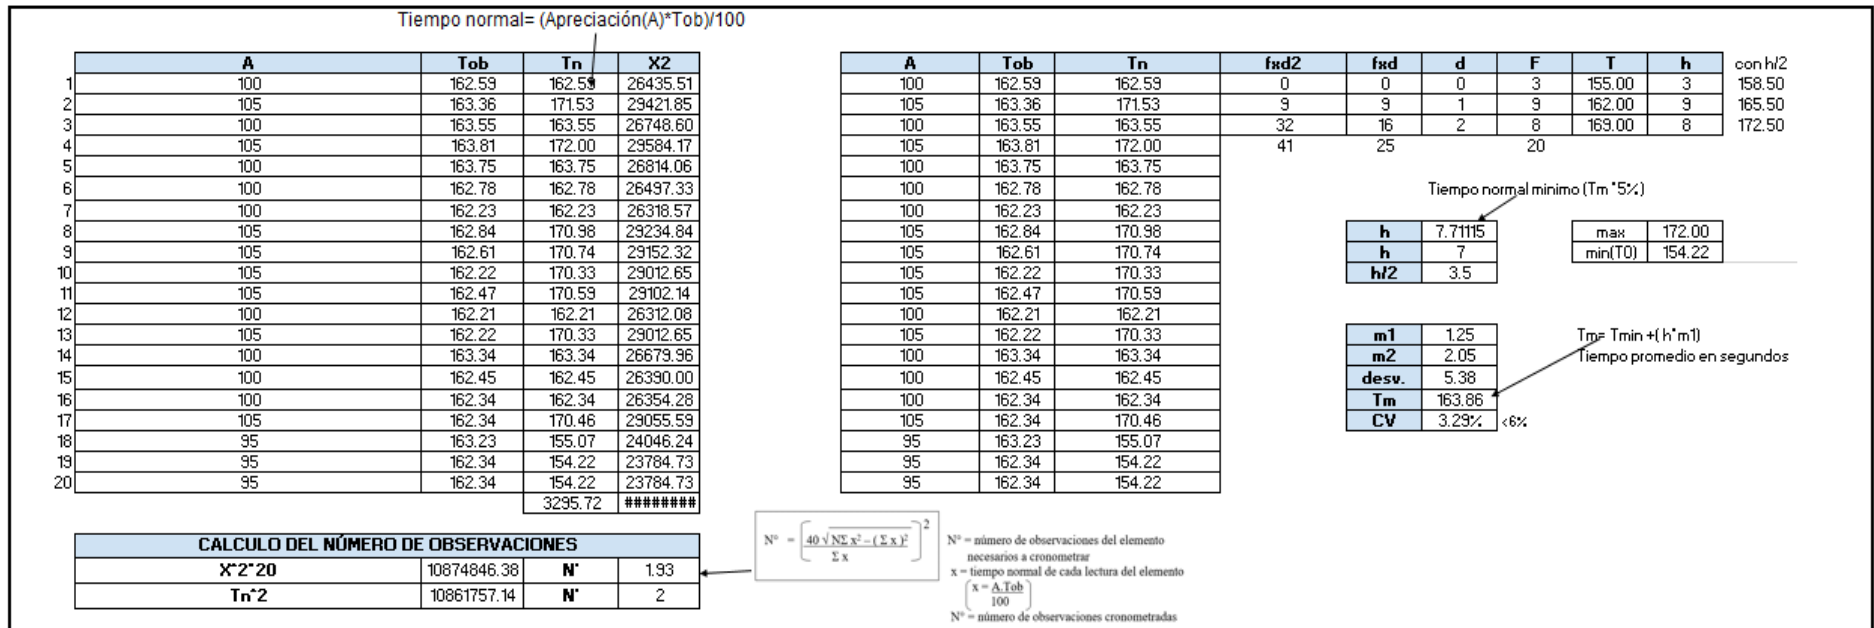 Tiempo normal= (Apreciación(A)*Tob)/100
A Tob Tn X2
1 100 162.59 162.59 26435.51
2 105 163.36 171.53 29421.85
3 100 163.55 163.55 26748.60
4 105 163.81 172.00 29584.17
5 100 163.75 163.75 26814.06
6 100 162.78 162.78 26497.33
7 100 162.23 162.23 26318.57
8 105 162.84 170.98 29234.84
9 105 162.61 170.74 29152.32
10 105 162.22 170.33 29012.65
11 105 162.47 170.59 29102.14
12 100 162.21 162.21 26312.08
13 105 162.22 170.33 29012.65
14 100 163.34 163.34 26679.96
15 100 162.45 162.45 26390.00
16 100 162.34 162.34 26354.28
17 105 162.34 170.46 29055.59
18 95 163.23 155.07 24046.24
19 95 162.34 154.22 23784.73
20 95 162.34 154.22 23784.73
3295.72 ########
A Tob Tn fxd2 fxd d F T h con h/2
100 162.59 162.59 0 0 0 3 155.00 3 158.50
105 163.36 171.53 9 9 1 9 162.00 9 165.50
100 163.55 163.55 32 16 2 8 169.00 8 172.50
105 163.81 172.00 41 25 20
100 163.75 163.75
100 162.78 162.78
100 162.23 162.23
105 162.84 170.98
105 162.61 170.74
105 162.22 170.33
105 162.47 170.59
100 162.21 162.21
105 162.22 170.33
100 163.34 163.34
100 162.45 162.45
100 162.34 162.34
105 162.34 170.46
95 163.23 155.07
95 162.34 154.22
95 162.34 154.22
Tiempo normal minimo (Tm *5%)
h 7.71115
h 7
h/2 3.5
max 172.00
min(T0) 154.22
m1 1.25
m2 2.05
desv. 5.38
Tm 163.86
CV 3.29% <6%
Tm= Tmin +( h*m1)
Tiempo promedio en segundos
CALCULO DEL NÚMERO DE OBSERVACIONES
X^2*20 10874846.38 N° 1.93
Tn^2 10861757.14 N° 2
N° = (40 √NΣ x² – ( Σ x )² / Σ x)²
N° = número de observaciones del elemento
necesarios a cronometrar
x = tiempo normal de cada lectura del elemento
(x = A.Tob / 100)
N° = número de observaciones cronometradas